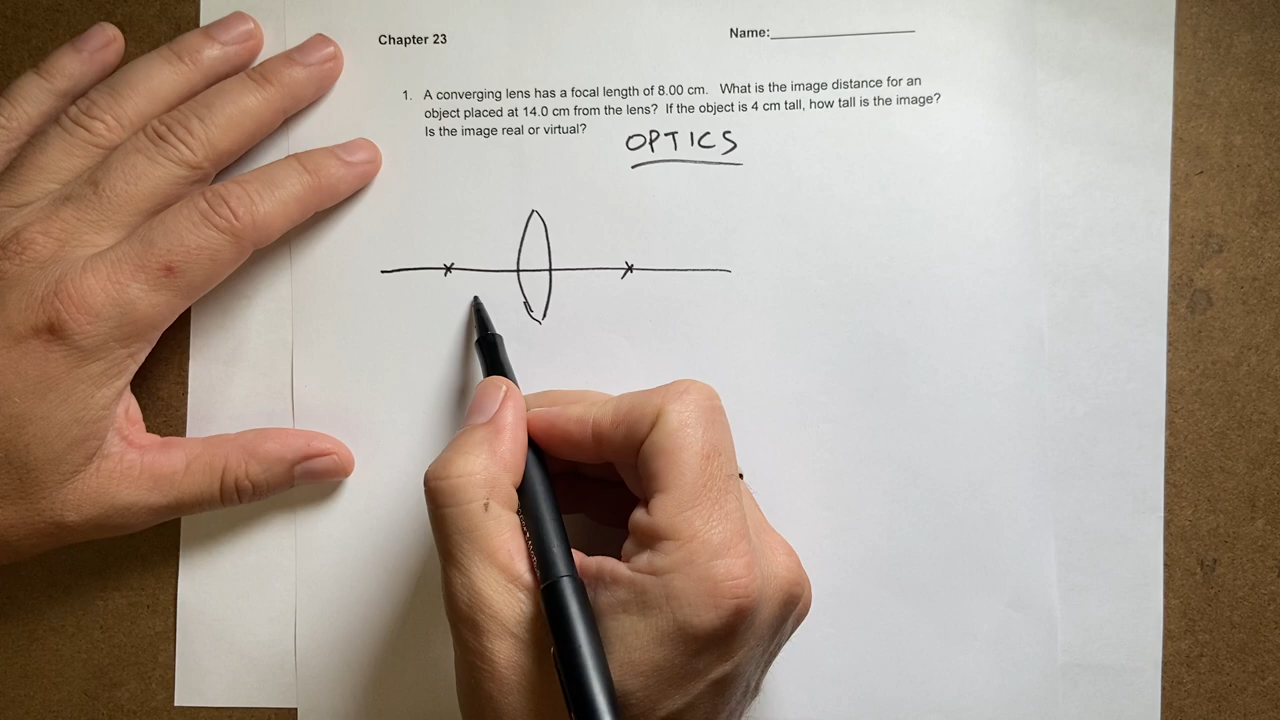 Chapter 23
Name:
1. A converging lens has a focal length of 8.00 cm. What is the image distance for an
object placed at 14.0 cm from the lens? If the object is 4 cm tall, how tall is the image?
Is the image real or virtual?
OPTICS